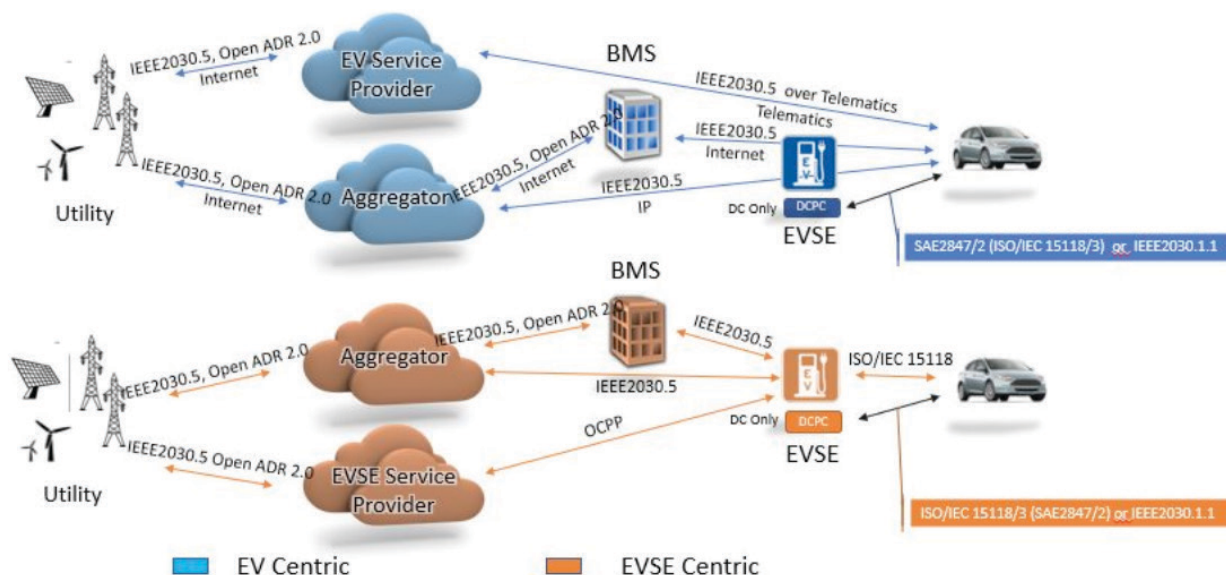 IEEE2030.5, Open ADR 2.0
Internet
EV Service
Provider
BMS
IEEE2030.5 over Telematics
Telematics
IEEE2030.5, Open ADR 2.0
Internet
IEEE2030.5
Internet
E
V
IEEE2030.5, Open ADR 2.0
Internet
Aggregator
IEEE2030.5
IP
Utility
DC Only
DCPC
EVSE
SAE2847/2 (ISO/IEC 15118/3) or IEEE2030.1.1
BMS
IEEE2030.5, Open ADR 2.0
IEEE2030.5
Aggregator
IEEE2030.5, Open ADR 2.0
IEEE2030.5
E
V
ISO/IEC 15118
OCPP
DC Only
DCPC
EVSE
IEEE2030.5 Open ADR 2.0
EVSE Service
Provider
Utility
ISO/IEC 15118/3 (SAE2847/2) or IEEE2030.1.1
EV Centric
EVSE Centric